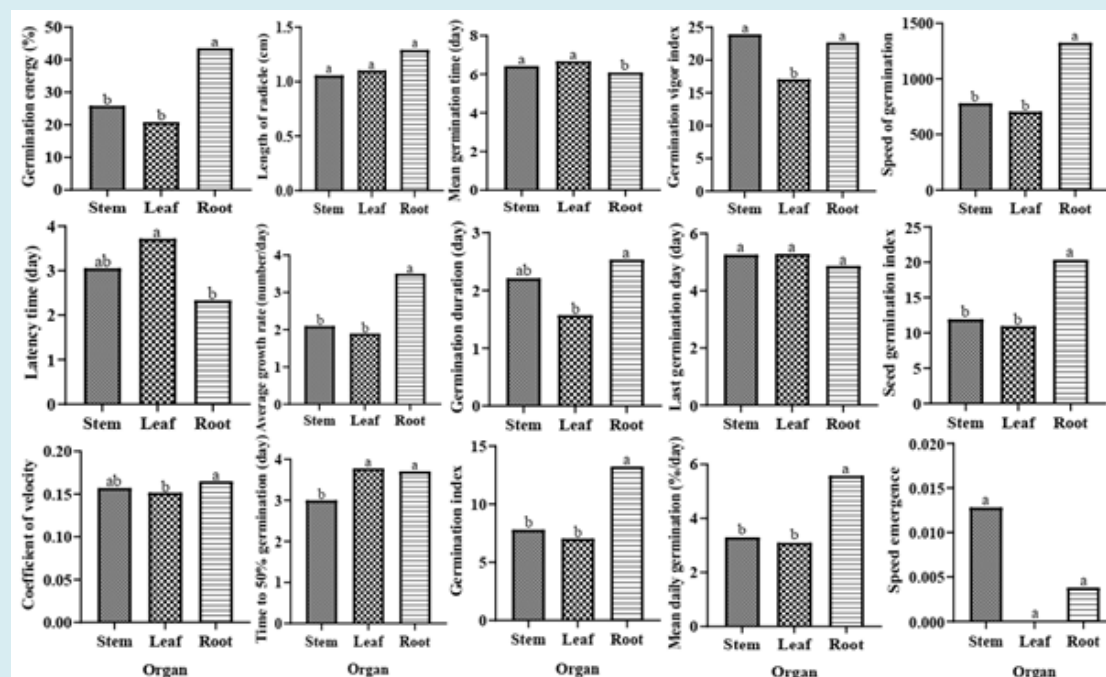 Germination energy (%)
50
40
30
20
10
0
b
b
a
Stem Leaf Root
Length of radicle (cm)
1.5
1.0
0.5
0.0
a
a
a
Stem Leaf Root
Mean germination time (day)
8
6
4
2
0
a
a
b
Stem Leaf Root
Germination vigor index
25
20
15
10
5
0
a
b
a
Stem Leaf Root
Speed of germination
1500
1000
500
0
b
b
a
Stem Leaf Root
Latency time (day)
4
3
2
1
0
ab
a
b
Stem Leaf Root
Average growth rate (number/day)
4
3
2
1
0
b
b
a
Stem Leaf Root
Germination duration (day)
3
2
1
0
ab
b
a
Stem Leaf Root
Last germination day (day)
6
4
2
0
a
a
a
Stem Leaf Root
Seed germination index
25
20
15
10
5
0
b
b
a
Stem Leaf Root
Coefficient of velocity
0.20
0.15
0.10
0.05
0.00
ab
b
a
Stem Leaf Root
Organ
Time to 50% germination (day)
4
3
2
1
0
b
a
a
Stem Leaf Root
Organ
Germination index
15
10
5
0
b
b
a
Stem Leaf Root
Organ
Mean daily germination (%/day)
6
4
2
0
b
b
a
Stem Leaf Root
Organ
Speed emergence
0.020
0.015
0.010
0.005
0.000
a
a
a
Stem Leaf Root
Organ